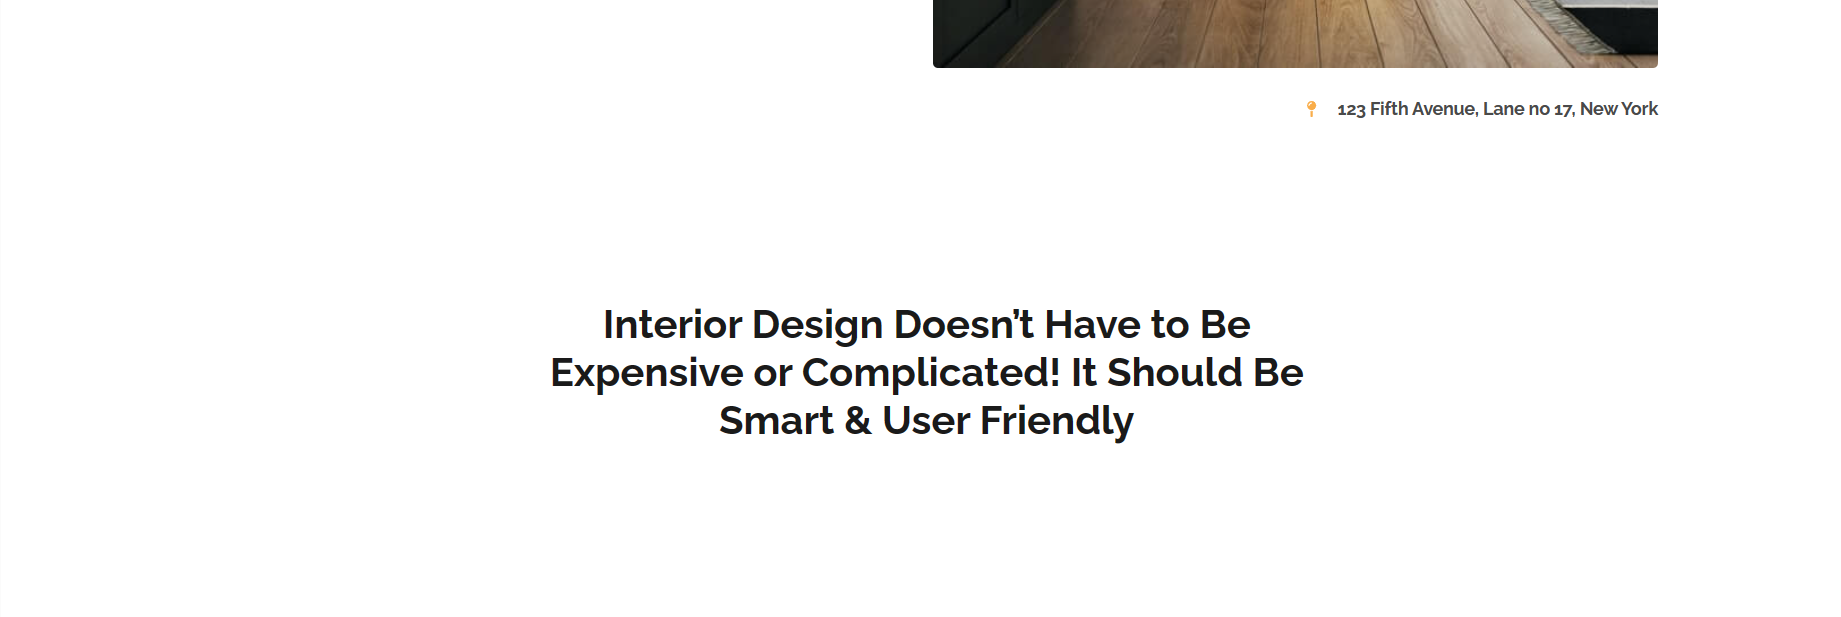 123 Fifth Avenue, Lane no 17, New York
Interior Design Doesn’t Have to Be
Expensive or Complicated! It Should Be
Smart & User Friendly